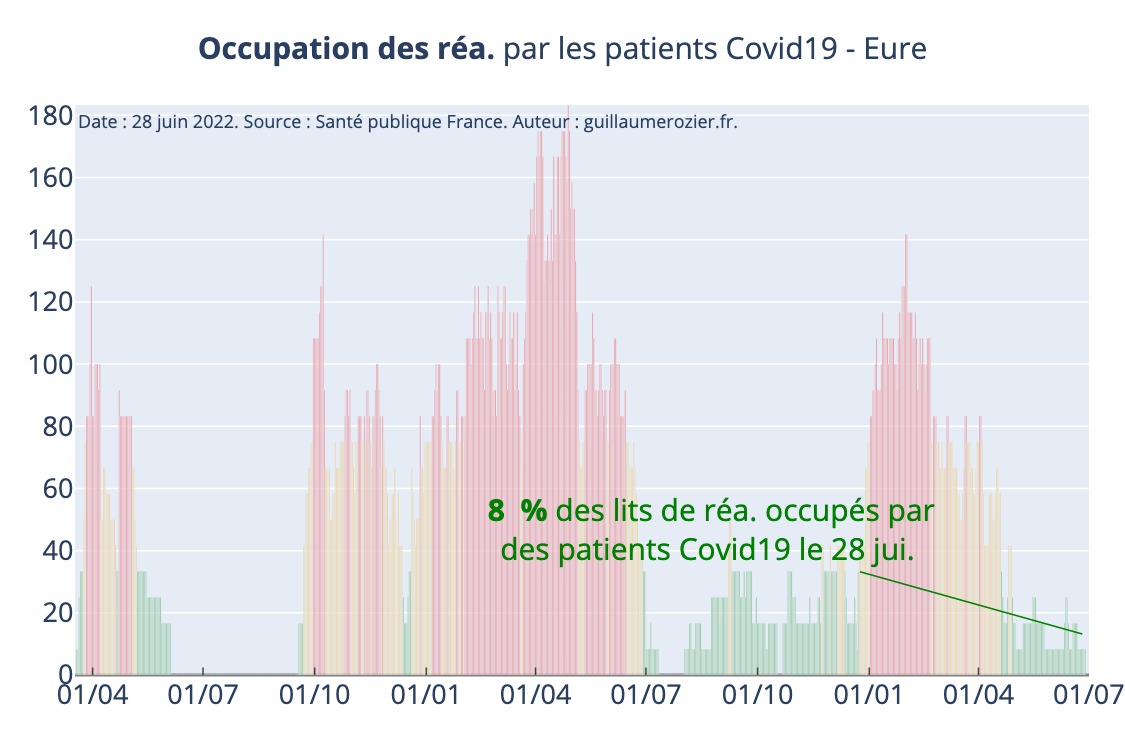 Occupation des réa. par les patients Covid19 - Eure
180
Date : 28 juin 2022. Source : Santé publique France. Auteur : guillaumerozier.fr.
160
140
120
100
80
60
8 % des lits de réa. occupés par
des patients Covid19 le 28 jui.
40
20
0
01/04 01/07 01/10 01/01 01/04 01/07 01/10 01/01 01/04 01/07